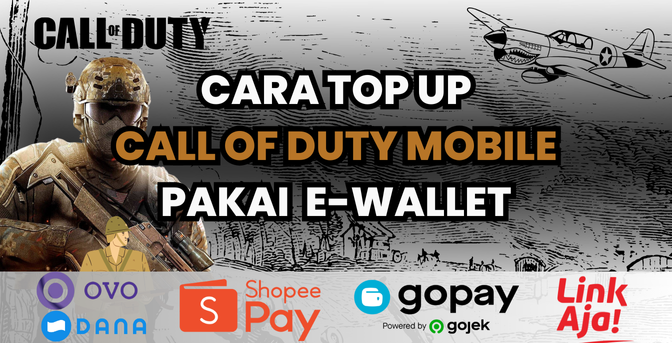 CALL OF DUTY
CARA TOP UP
CALL OF DUTY MOBILE
PAKAI E-WALLET
OVO
DANA
S
Shopee
Pay
gopay
Powered by gojek
Link
Aja!